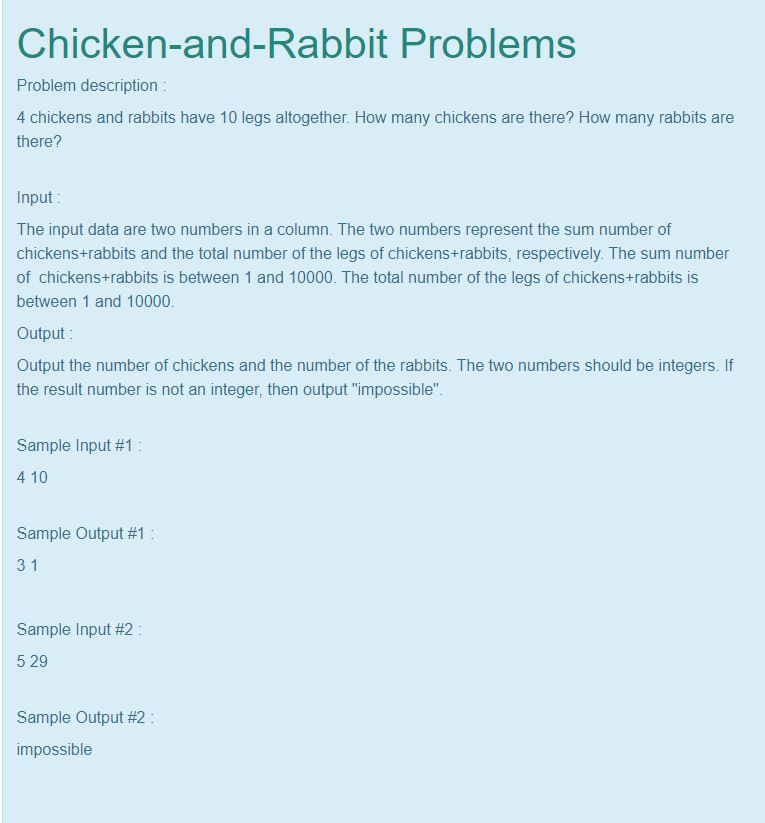 Chicken-and-Rabbit Problems
Problem description :
4 chickens and rabbits have 10 legs altogether. How many chickens are there? How many rabbits are
there?
Input :
The input data are two numbers in a column. The two numbers represent the sum number of
chickens+rabbits and the total number of the legs of chickens+rabbits, respectively. The sum number
of  chickens+rabbits is between 1 and 10000. The total number of the legs of chickens+rabbits is
between 1 and 10000.
Output :
Output the number of chickens and the number of the rabbits. The two numbers should be integers. If
the result number is not an integer, then output "impossible".
Sample Input #1 :
4 10
Sample Output #1 :
3 1
Sample Input #2 :
5 29
Sample Output #2 :
impossible